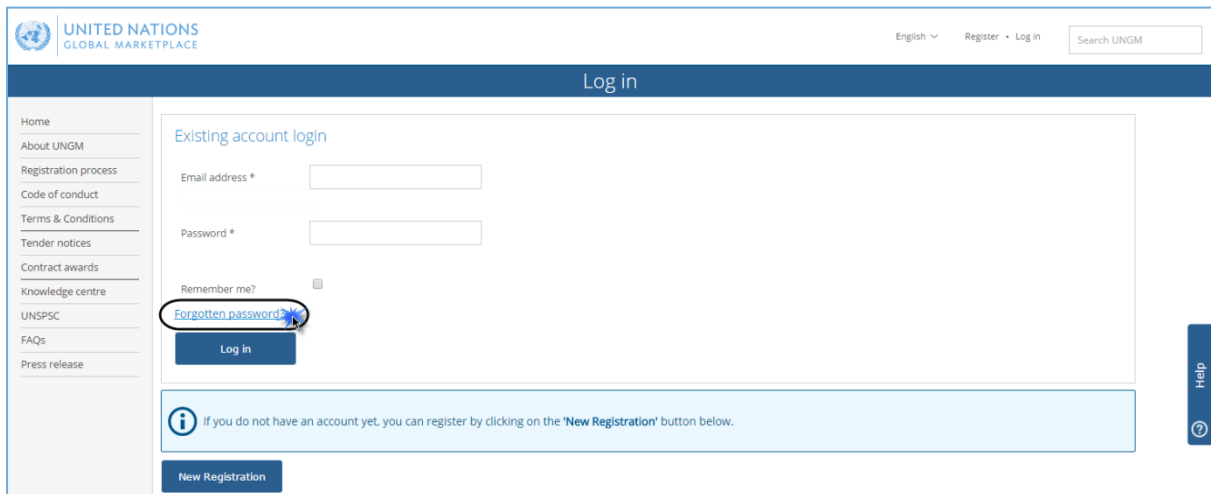 UNITED NATIONS
GLOBAL MARKETPLACE
English
Register • Log in
Search UNGM
Log in
Home
About UNGM
Registration process
Code of conduct
Terms & Conditions
Tender notices
Contract awards
Knowledge centre
UNSPSC
FAQs
Press release
Existing account login
Email address *
Password *
Remember me?
Forgotten password?
Log in
If you do not have an account yet, you can register by clicking on the 'New Registration' button below.
New Registration
Help